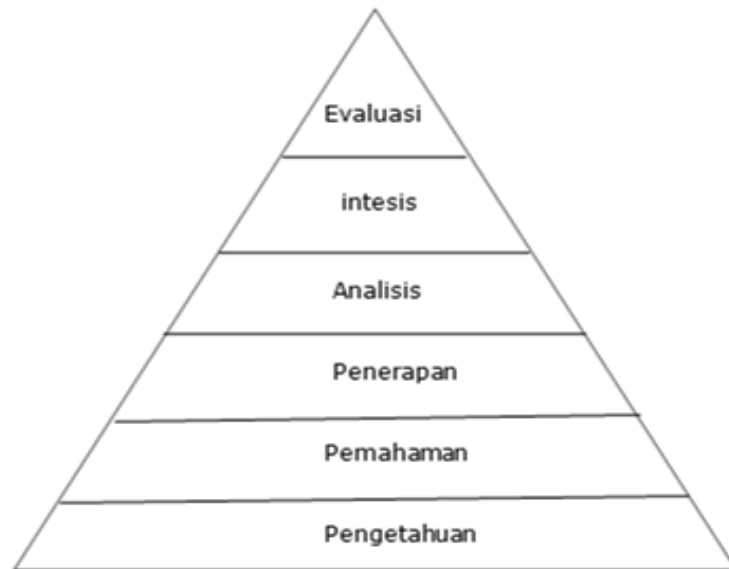 Evaluasi
intesis
Analisis
Penerapan
Pemahaman
Pengetahuan